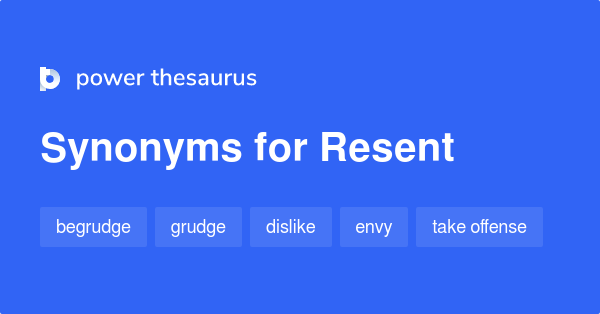 power thesaurus
Synonyms for Resent
begrudge grudge dislike envy take offense